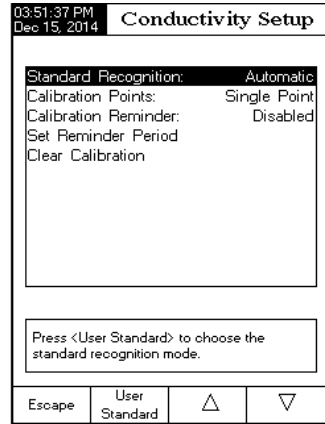 03:51:37 PM
Dec 15, 2014
Conductivity Setup
Standard Recognition: Automatic
Calibration Points: Single Point
Calibration Reminder: Disabled
Set Reminder Period
Clear Calibration
Press <User Standard> to choose the
standard recognition mode.
Escape
User
Standard